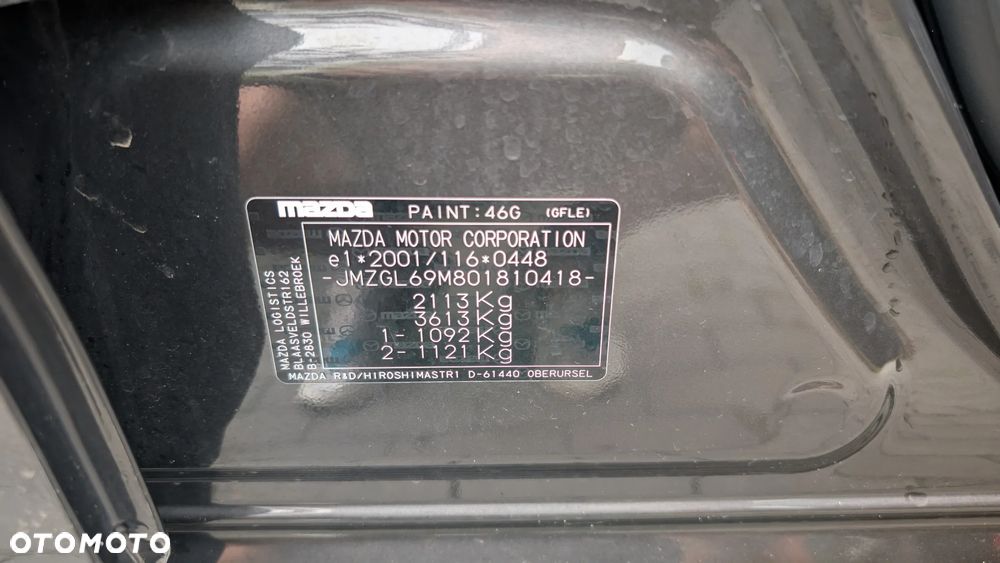 mazda PAINT:46G (GFLE)
MAZDA MOTOR CORPORATION
e1*2001/116*0448
-JMZGL69M801810418-
2113Kg
3613Kg
1- 1092Kg
2- 1121Kg
MAZDA LOGISTICS
BLAASVELDSTR162
B-2830 WILLEBROEK
MAZDA R&D/HIROSHIMASTR1 D-61440 OBERURSEL
OTOMOTO